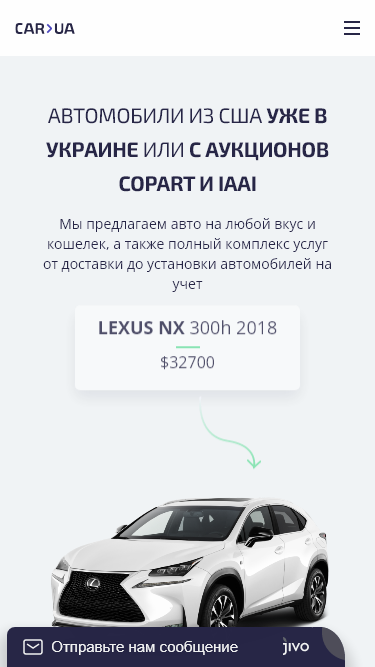 CAR>UA
АВТОМОБИЛИ ИЗ США УЖЕ В
УКРАИНЕ ИЛИ С АУКЦИОНОВ
COPART И IAAI
Мы предлагаем авто на любой вкус и
кошелек, а также полный комплекс услуг
от доставки до установки автомобилей на
учет
LEXUS NX 300h 2018
$32700
Отправьте нам сообщение
jivo